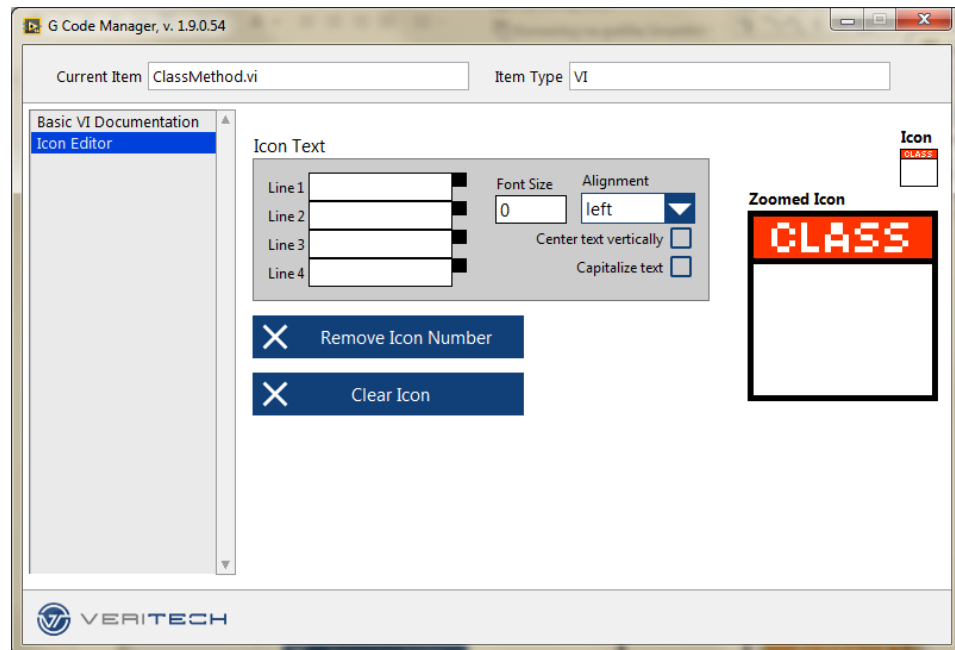 G Code Manager, v. 1.9.0.54
Current Item ClassMethod.vi Item Type VI
Basic VI Documentation
Icon Editor
Icon Text
Line 1
Line 2
Line 3
Line 4
Font Size Alignment
0 left
Center text vertically
Capitalize text
Remove Icon Number
Clear Icon
Icon
CLASS
Zoomed Icon
CLASS
VERITECH